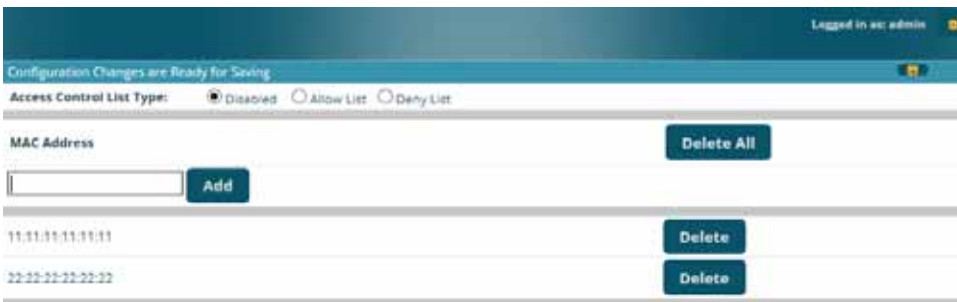 Logged in as: admin
Configuration Changes are Ready for Saving
Access Control List Type: Disabled Allow List Deny List
MAC Address Delete All
Add
11:11:11:11:11:11 Delete
22:22:22:22:22:22 Delete